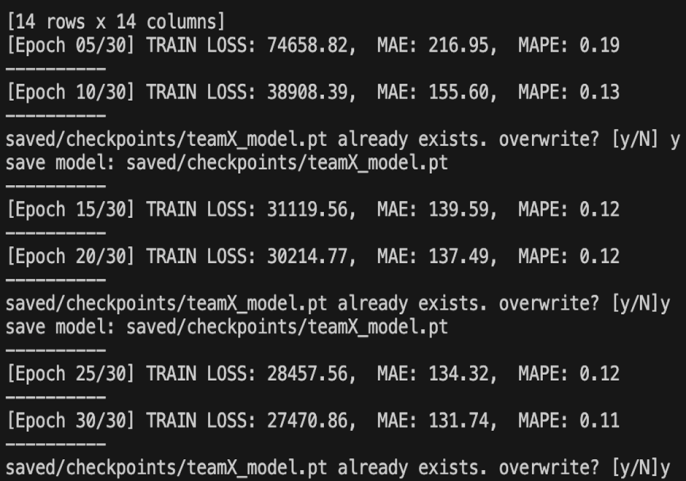 [14 rows x 14 columns]
[Epoch 05/30] TRAIN LOSS: 74658.82,  MAE: 216.95,  MAPE: 0.19
----------
[Epoch 10/30] TRAIN LOSS: 38908.39,  MAE: 155.60,  MAPE: 0.13
----------
saved/checkpoints/teamX_model.pt already exists. overwrite? [y/N] y
save model: saved/checkpoints/teamX_model.pt
----------
[Epoch 15/30] TRAIN LOSS: 31119.56,  MAE: 139.59,  MAPE: 0.12
----------
[Epoch 20/30] TRAIN LOSS: 30214.77,  MAE: 137.49,  MAPE: 0.12
----------
saved/checkpoints/teamX_model.pt already exists. overwrite? [y/N]y
save model: saved/checkpoints/teamX_model.pt
----------
[Epoch 25/30] TRAIN LOSS: 28457.56,  MAE: 134.32,  MAPE: 0.12
----------
[Epoch 30/30] TRAIN LOSS: 27470.86,  MAE: 131.74,  MAPE: 0.11
----------
saved/checkpoints/teamX_model.pt already exists. overwrite? [y/N]y